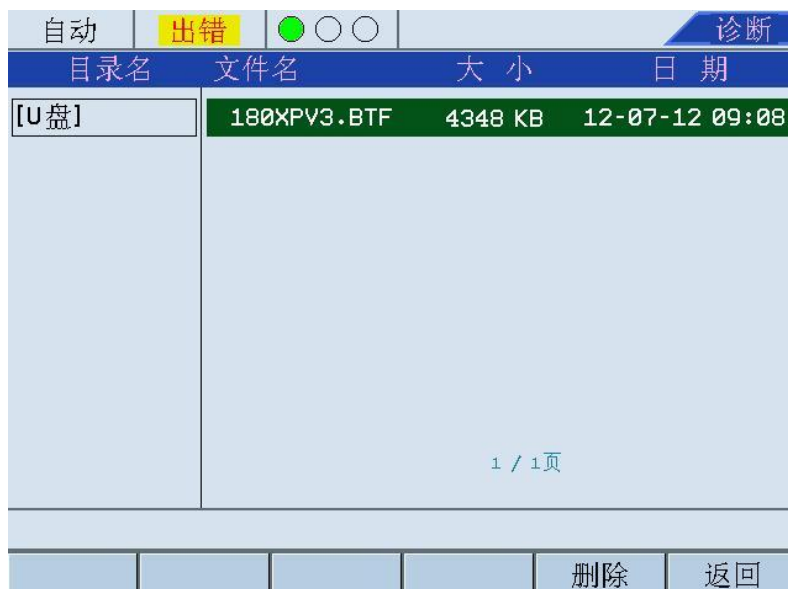 自动 出错 诊断
目录名 文件名 大 小 日 期
[U盘] 180XPV3.BTF 4348 KB 12-07-12 09:08
1 / 1页
删除 返回